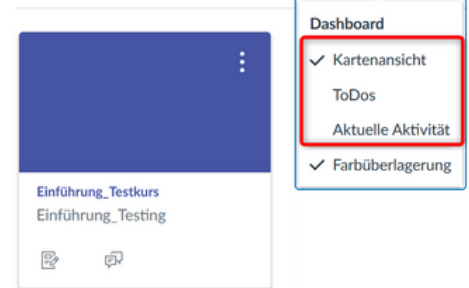 Dashboard
Kartenansicht
ToDos
Aktuelle Aktivität
Farbüberlagerung
Einführung_Testkurs
Einführung_Testing